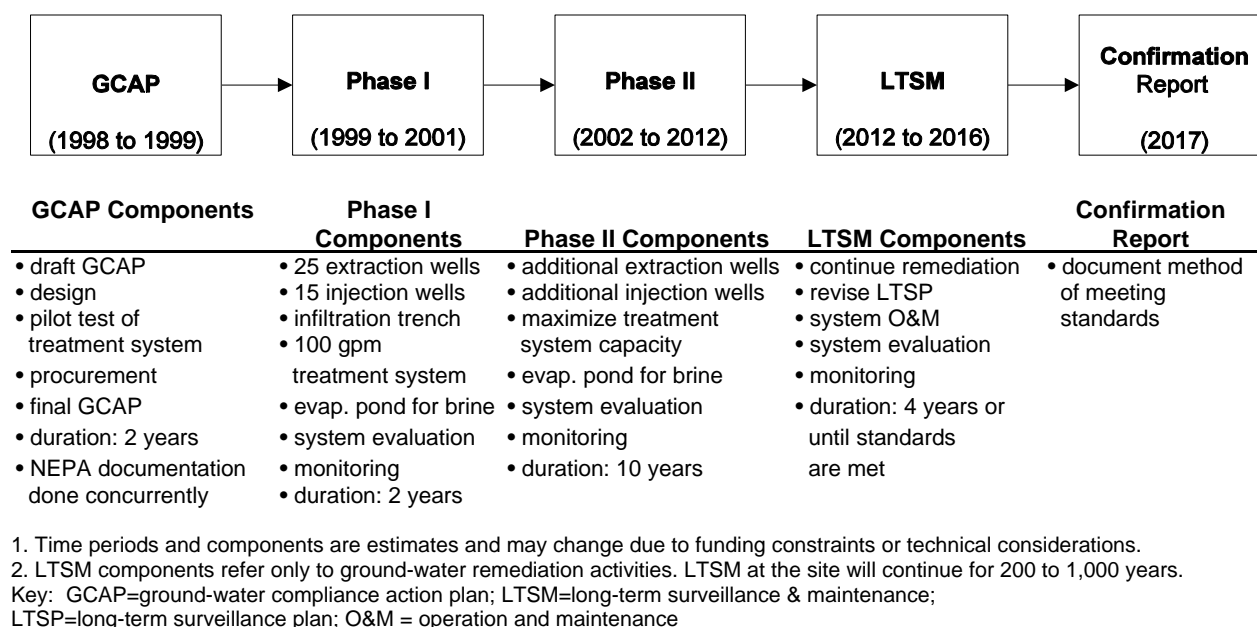 GCAP
(1998 to 1999)
Phase I
(1999 to 2001)
Phase II
(2002 to 2012)
LTSM
(2012 to 2016)
Confirmation
Report
(2017)
GCAP Components
• draft GCAP
• design
• pilot test of
treatment system
• procurement
• final GCAP
• duration: 2 years
• NEPA documentation
done concurrently
Phase I
Components
• 25 extraction wells
• 15 injection wells
• infiltration trench
• 100 gpm
treatment system
• evap. pond for brine
• system evaluation
• monitoring
• duration: 2 years
Phase II Components
• additional extraction wells
• additional injection wells
• maximize treatment
system capacity
• evap. pond for brine
• system evaluation
• monitoring
• duration: 10 years
LTSM Components
• continue remediation
• revise LTSP
• system O&M
• system evaluation
• monitoring
• duration: 4 years or
until standards
are met
Confirmation
Report
• document method
of meeting
standards
1. Time periods and components are estimates and may change due to funding constraints or technical considerations.
2. LTSM components refer only to ground-water remediation activities. LTSM at the site will continue for 200 to 1,000 years.
Key: GCAP=ground-water compliance action plan; LTSM=long-term surveillance & maintenance;
LTSP=long-term surveillance plan; O&M = operation and maintenance